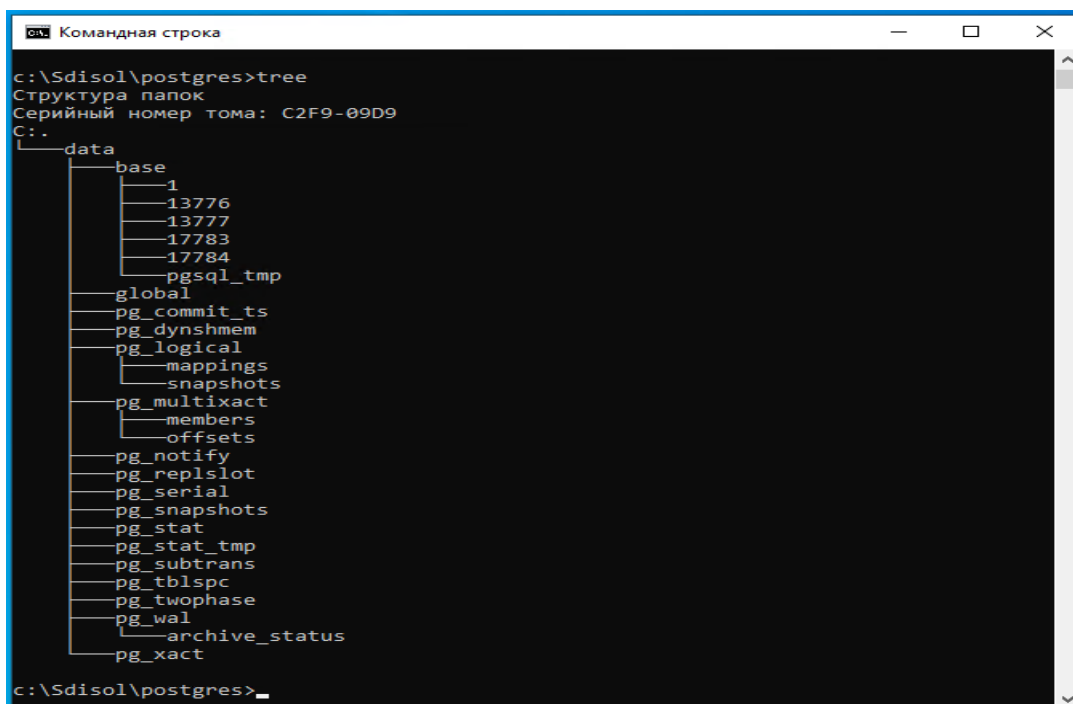 Командная строка
c:\Sdisol\postgres>tree
Структура папок
Серийный номер тома: C2F9-09D9
C:.
└───data
    ├───base
    │   ├───1
    │   ├───13776
    │   ├───13777
    │   ├───17783
    │   ├───17784
    │   └───pgsql_tmp
    ├───global
    ├───pg_commit_ts
    ├───pg_dynshmem
    ├───pg_logical
    │   ├───mappings
    │   └───snapshots
    ├───pg_multixact
    │   ├───members
    │   └───offsets
    ├───pg_notify
    ├───pg_replslot
    ├───pg_serial
    ├───pg_snapshots
    ├───pg_stat
    ├───pg_stat_tmp
    ├───pg_subtrans
    ├───pg_tblspc
    ├───pg_twophase
    ├───pg_wal
    │   └───archive_status
    └───pg_xact
c:\Sdisol\postgres>